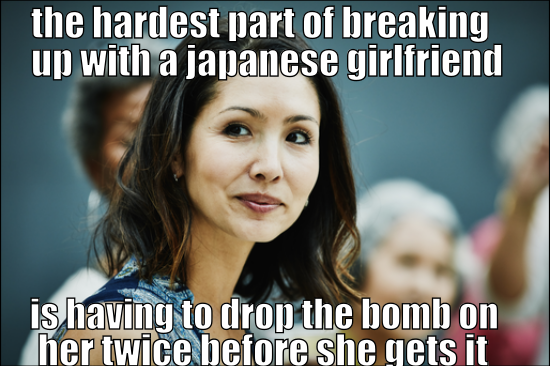 the hardest part of breaking
up with a japanese girlfriend
is having to drop the bomb on
her twice before she gets it